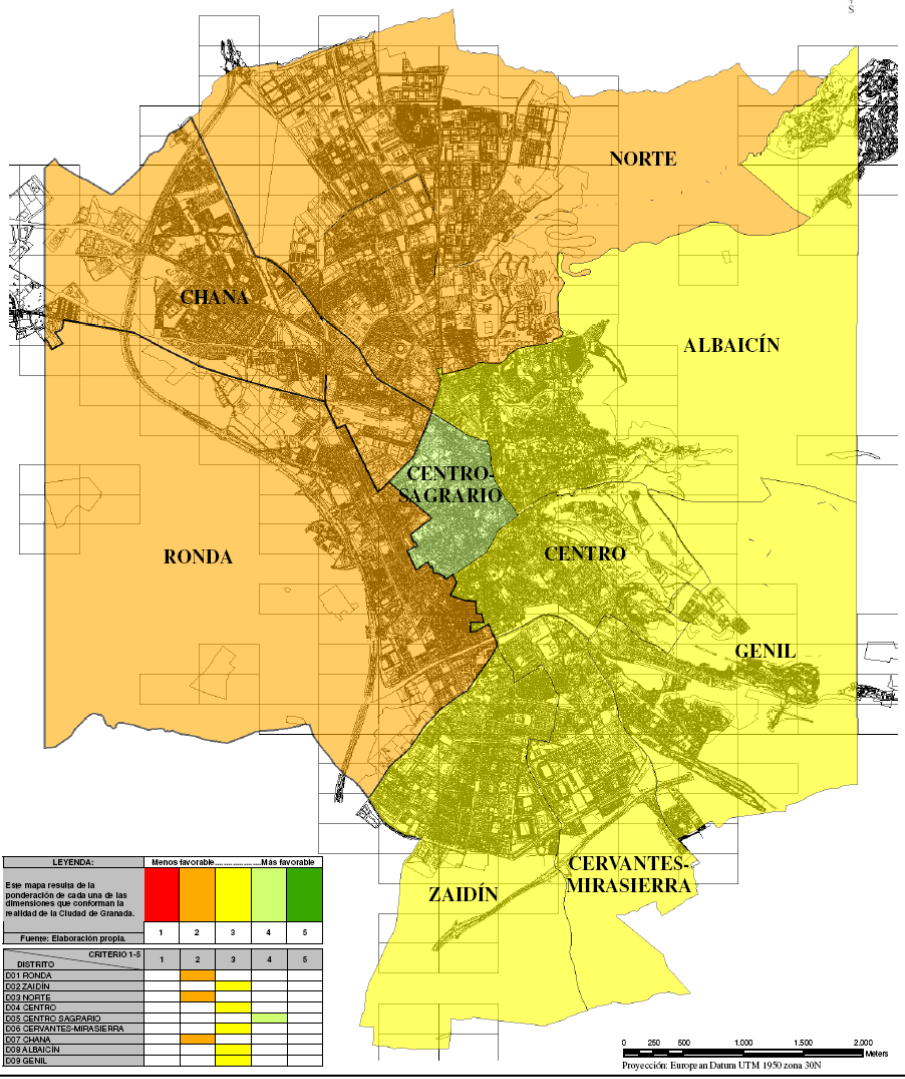 S
NORTE
CHANA
ALBAICÍN
CENTRO-
SAGRARIO
RONDA
CENTRO
GENIL
CERVANTES-
MIRASIERRA
ZAIDÍN
LEYENDA:
Menos favorable..................Más favorable
Este mapa resulta de la
ponderación de cada una de las
dimensiones que conforman la
realidad de la Ciudad de Granada.
Fuente: Elaboración propia.
1 2 3 4 5
CRITERIO 1-5
DISTRITO
1 2 3 4 5
D01 RONDA
D02 ZAIDÍN
D03 NORTE
D04 CENTRO
D05 CENTRO SAGRARIO
D06 CERVANTES-MIRASIERRA
D07 CHANA
D08 ALBAICÍN
D09 GENIL
0 250 500 1.000 1.500 2.000
Meters
Proyección: European Datum UTM 1950 zona 30N